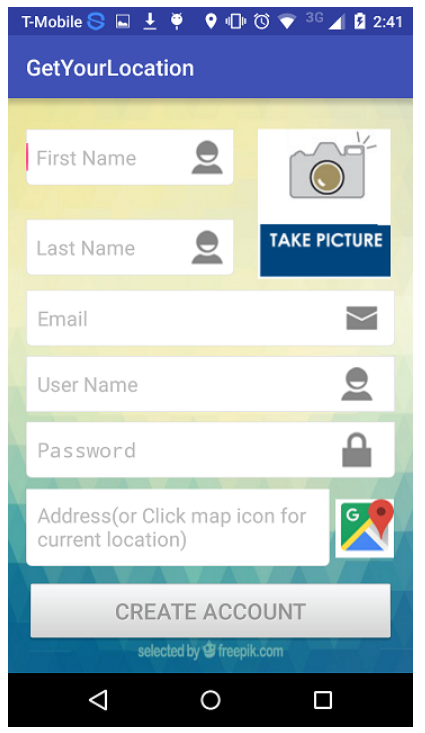 T-Mobile 3G 2:41
GetYourLocation
First Name
Last Name
TAKE PICTURE
Email
User Name
Password
Address(or Click map icon for
current location)
G
CREATE ACCOUNT
selected by freepik.com